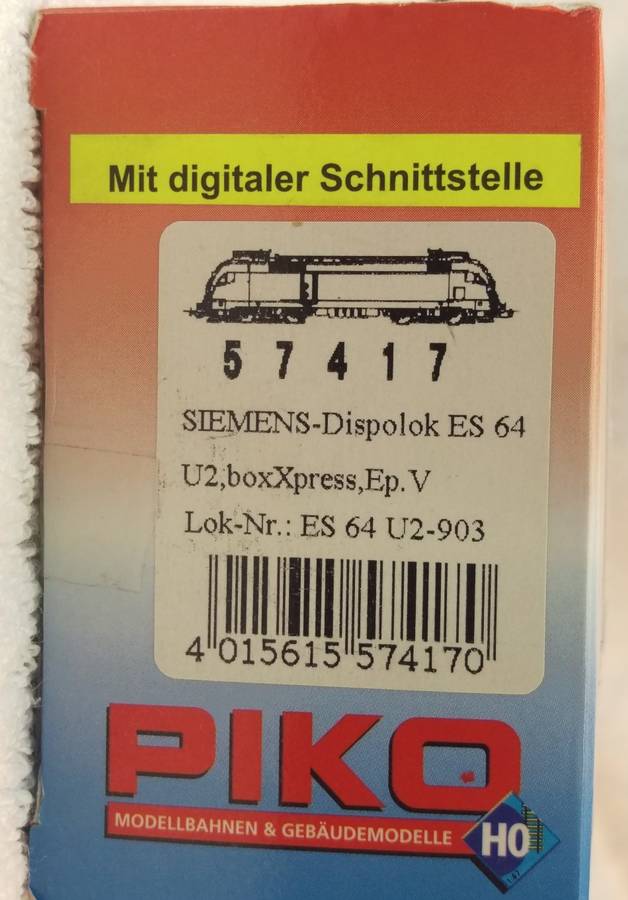 Mit digitaler Schnittstelle
57417
SIEMENS-Dispolok ES 64
U2,boxXpress,Ep.V
Lok-Nr.: ES 64 U2-903
4 015615 574170
PIKO
MODELLBAHNEN & GEBÄUDEMODELLE
H0